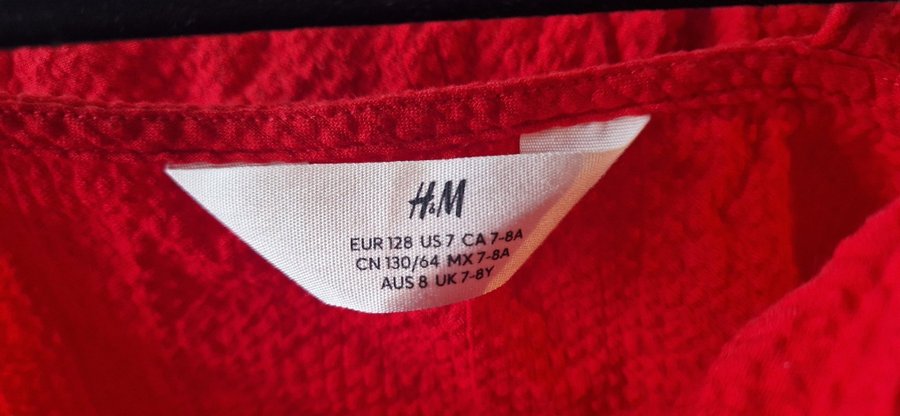 H&M
EUR 128 US 7 CA 7-8A
CN 130/64 MX 7-8A
AUS 8 UK 7-8Y